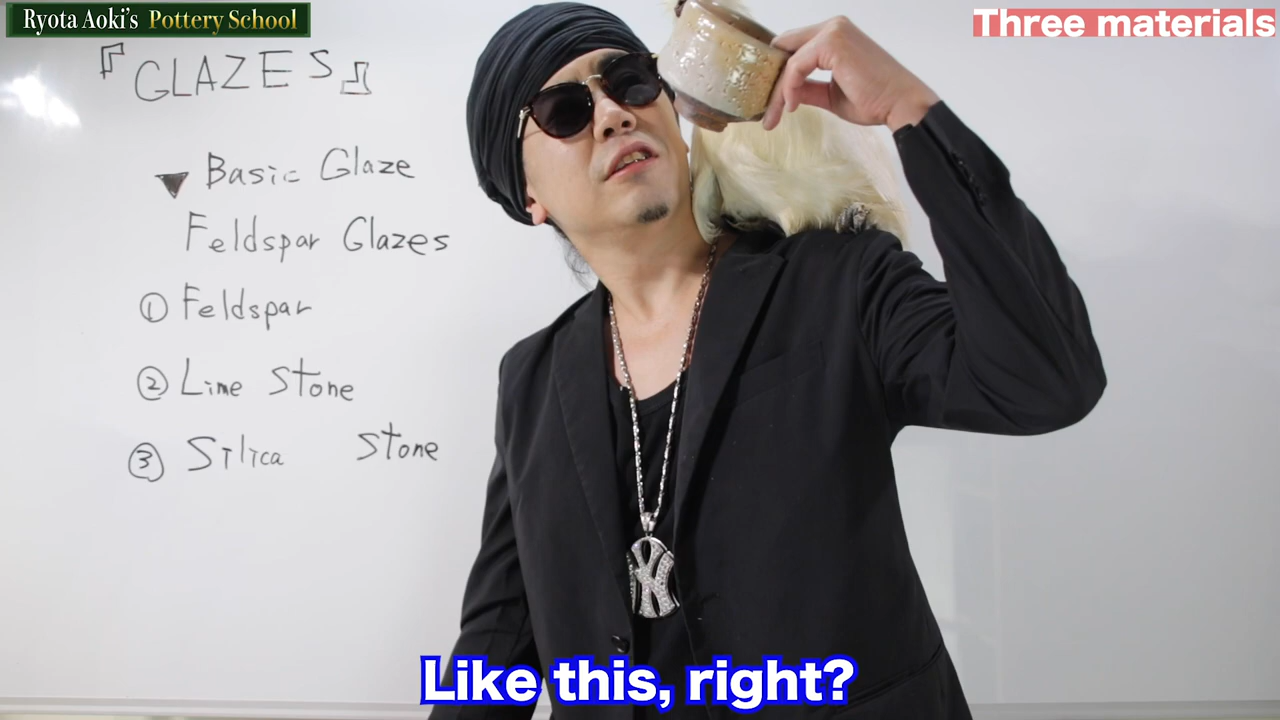 Ryota Aoki's Pottery School
Three materials
『GLAZES』
▼ Basic Glaze
Feldspar Glazes
① Feldspar
② Lime Stone
③ Silica Stone
NY
Like this, right?